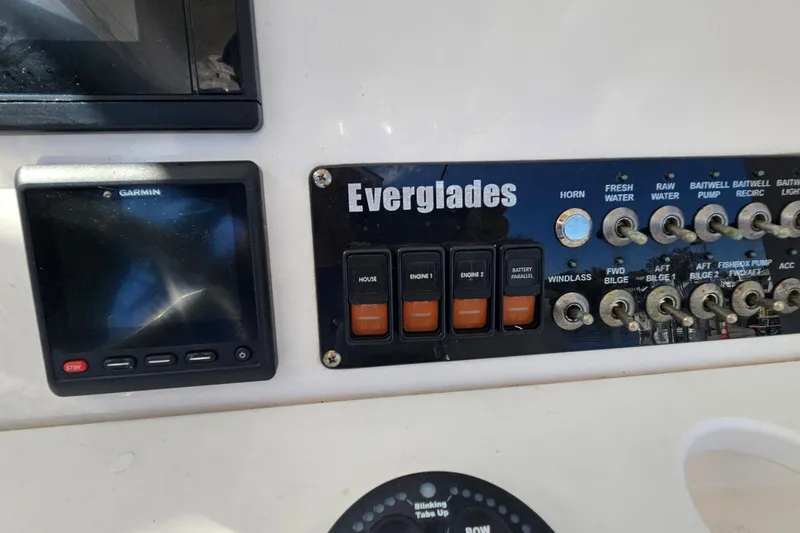 GARMIN
STBY
Everglades
HOUSE
ENGINE 1
ENGINE 2
BATTERY
PARALLEL
HORN
FRESH
WATER
RAW
WATER
BAITWELL
PUMP
BAITWELL
RECIRC
WINDLASS
FWD
BILGE
AFT
BILGE 1
AFT
BILGE 2
FISHBOX PUMP
FWD/AFT
ACC
Blinking
Tabs Up
BOW